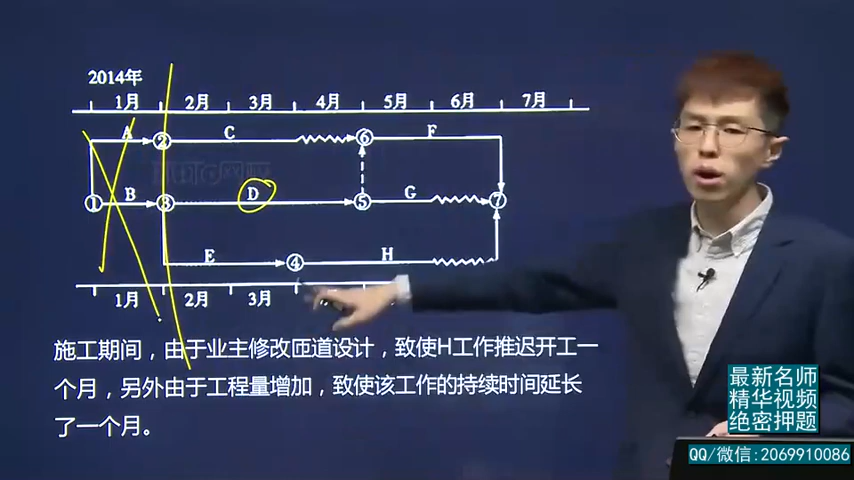 2014年
1月 2月 3月 4月 5月 6月 7月
A ② C ⑥ F
① B ③ D ⑤ G ⑦
E ④ H
1月 2月 3月
施工期间，由于业主修改匝道设计，致使H工作推迟开工一
个月，另外由于工程量增加，致使该工作的持续时间延长
了一个月。
最新名师
精华视频
绝密押题
QQ/微信:2069910086